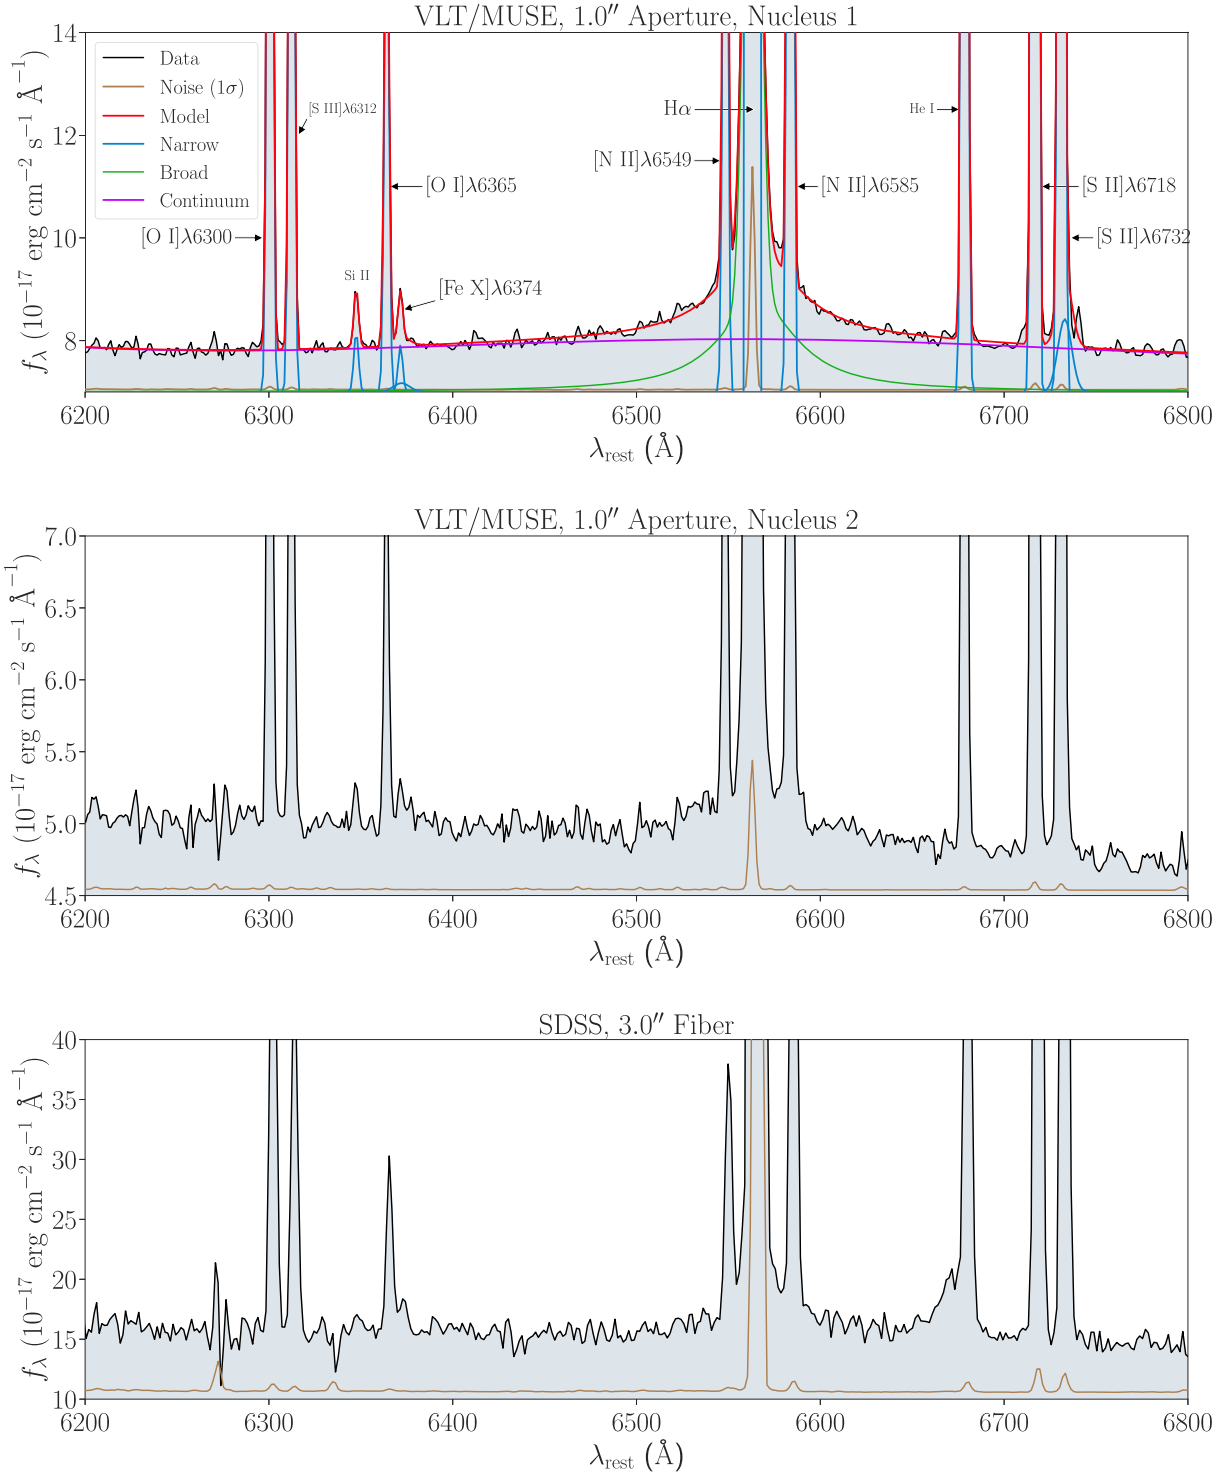 VLT/MUSE, 1.0″ Aperture, Nucleus 1
14
12
10
8
f_λ (10⁻¹⁷ erg cm⁻² s⁻¹ Å⁻¹)
Data
Noise (1σ)
Model
Narrow
Broad
Continuum
[S III]λ6312
[O I]λ6365
[O I]λ6300
Si II
[Fe X]λ6374
Hα
[N II]λ6549
[N II]λ6585
He I
[S II]λ6718
[S II]λ6732
6200 6300 6400 6500 6600 6700 6800
λ_rest (Å)
VLT/MUSE, 1.0″ Aperture, Nucleus 2
7.0
6.5
6.0
5.5
5.0
4.5
f_λ (10⁻¹⁷ erg cm⁻² s⁻¹ Å⁻¹)
6200 6300 6400 6500 6600 6700 6800
λ_rest (Å)
SDSS, 3.0″ Fiber
40
35
30
25
20
15
10
f_λ (10⁻¹⁷ erg cm⁻² s⁻¹ Å⁻¹)
6200 6300 6400 6500 6600 6700 6800
λ_rest (Å)